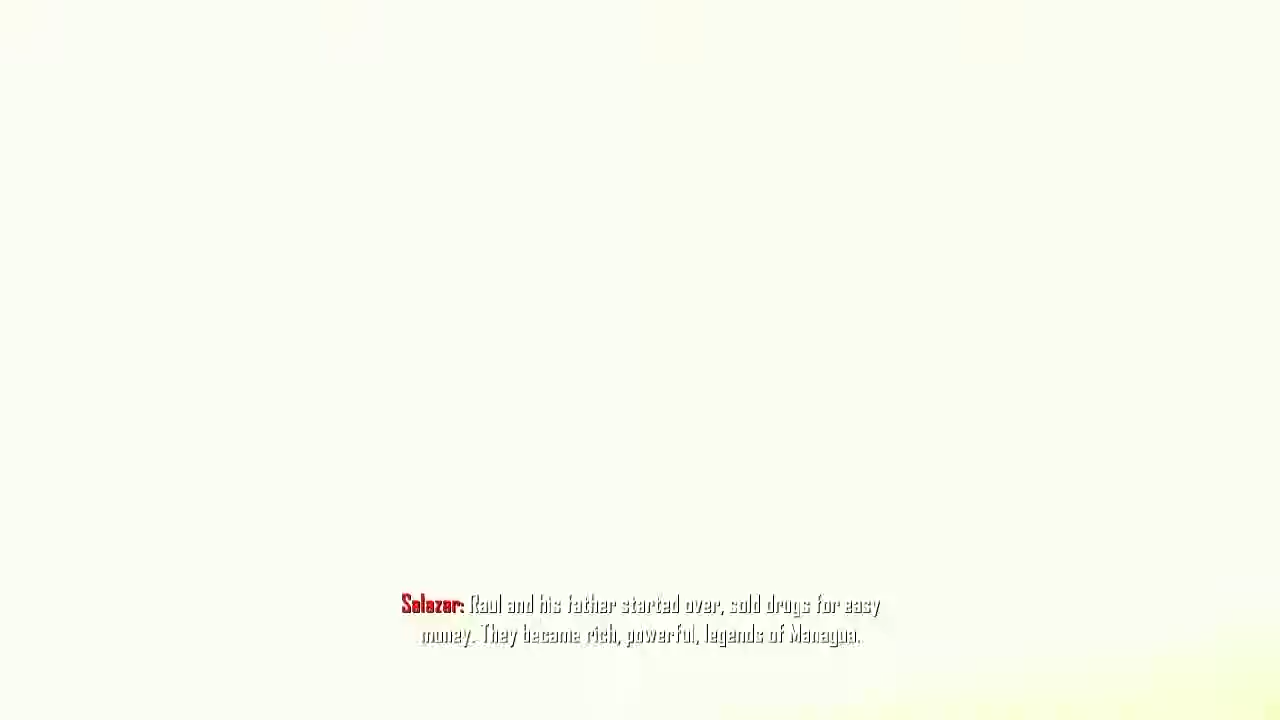 Salazar: Raul and his father started over, sold drugs for easy
money. They became rich, powerful, legends of Managua.